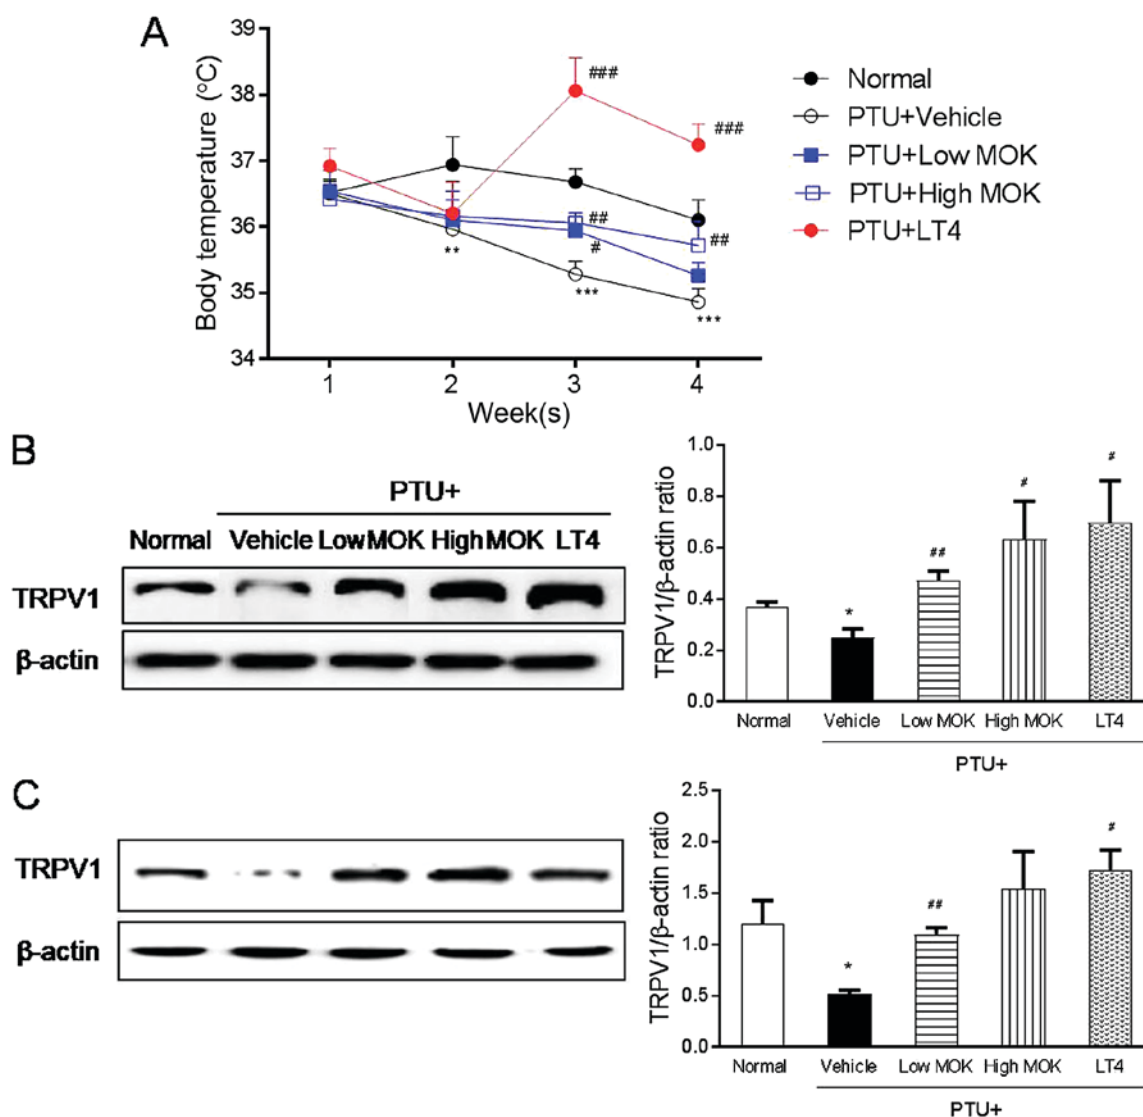 A
Body temperature (°C)
39
38
37
36
35
34
1 2 3 4
Week(s)
###
###
##
#
##
**
***
***
Normal
PTU+Vehicle
PTU+Low MOK
PTU+High MOK
PTU+LT4
B
PTU+
Normal Vehicle Low MOK High MOK LT4
TRPV1
β-actin
TRPV1/β-actin ratio
1.0
0.8
0.6
0.4
0.2
0.0
*
##
#
#
Normal Vehicle Low MOK High MOK LT4
PTU+
C
TRPV1
β-actin
TRPV1/β-actin ratio
2.5
2.0
1.5
1.0
0.5
0.0
*
##
#
Normal Vehicle Low MOK High MOK LT4
PTU+